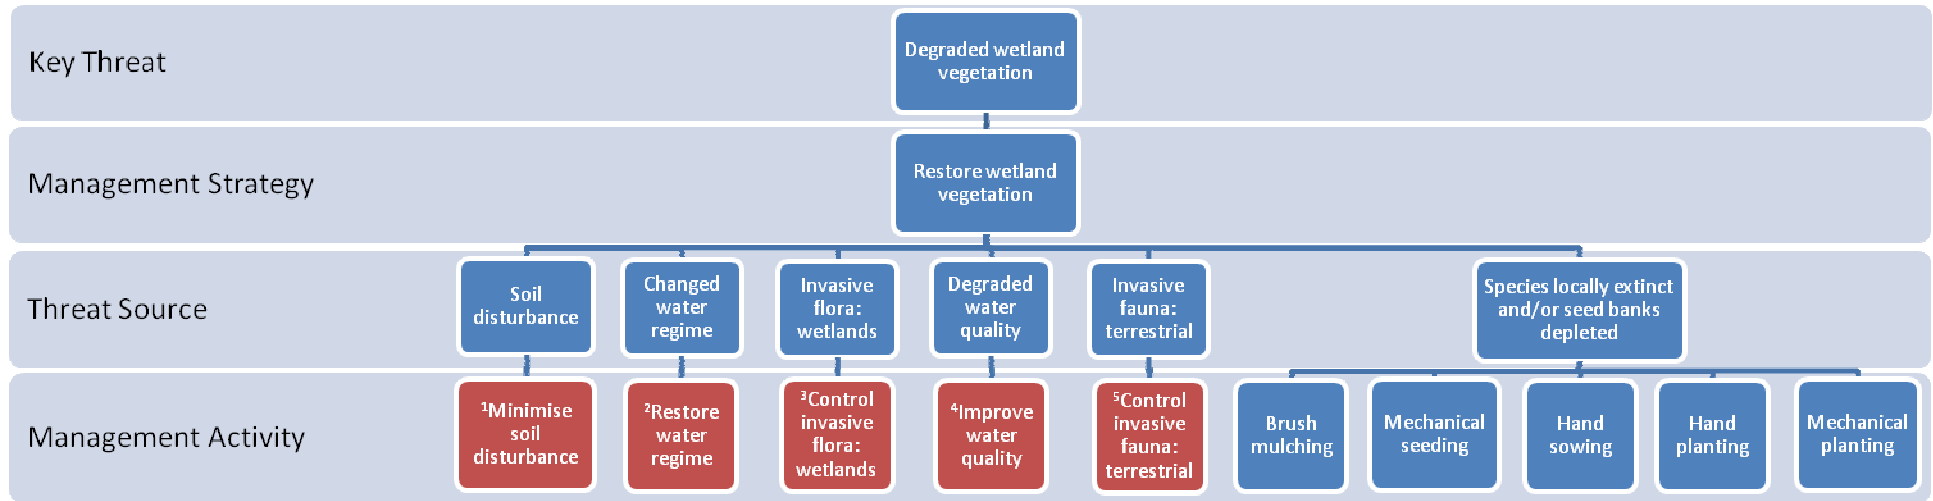 Key Threat
Degraded wetland
vegetation
Management Strategy
Restore wetland
vegetation
Threat Source
Soil
disturbance
Changed
water
regime
Invasive
flora:
wetlands
Degraded
water
quality
Invasive
fauna:
terrestrial
Species locally extinct
and/or seed banks
depleted
Management Activity
¹Minimise
soil
disturbance
²Restore
water
regime
³Control
invasive
flora:
wetlands
⁴Improve
water
quality
⁵Control
invasive
fauna:
terrestrial
Brush
mulching
Mechanical
seeding
Hand
sowing
Hand
planting
Mechanical
planting